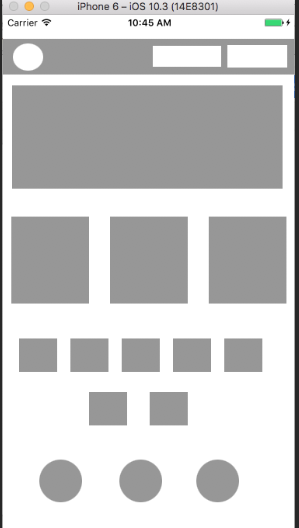 iPhone 6 – iOS 10.3 (14E8301)
Carrier 10:45 AM